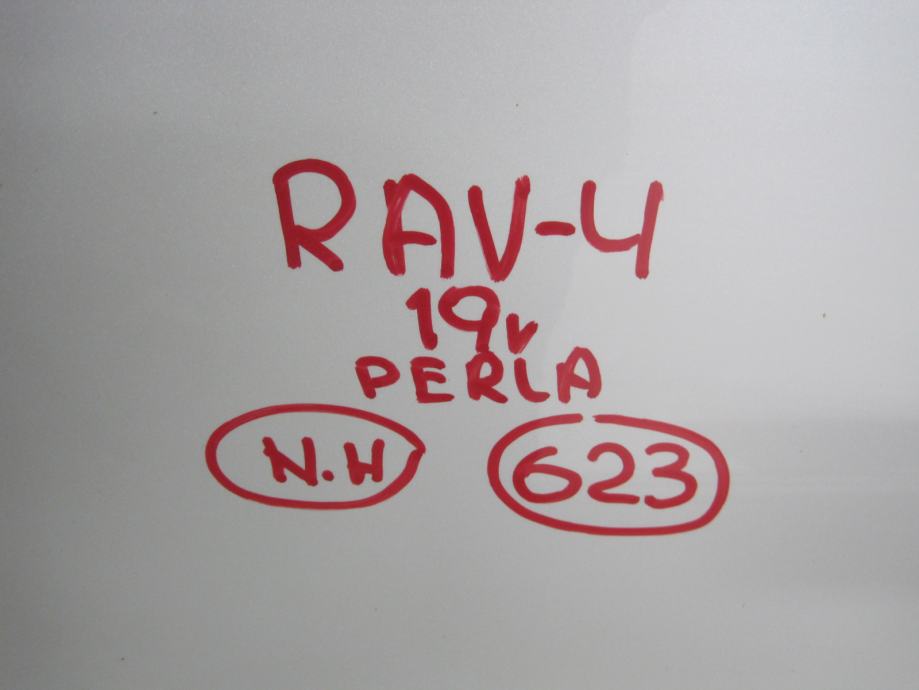 RAV-4
19v
PERLA
N.H 623